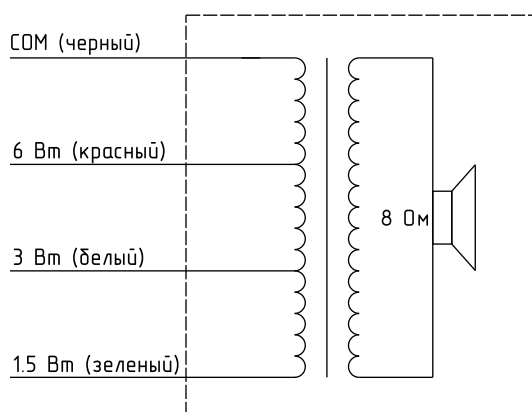 COM (черный)
6 Вт (красный)
8 Ом
3 Вт (белый)
1.5 Вт (зеленый)